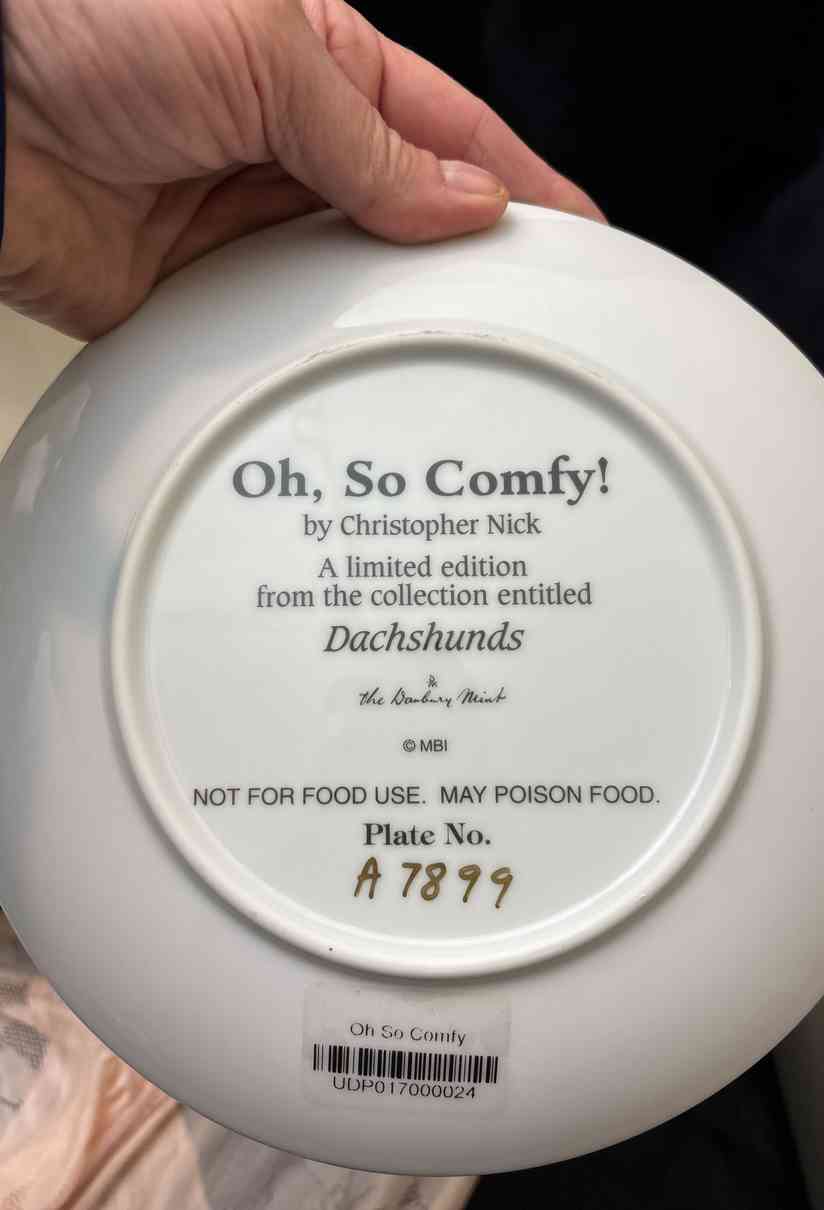 Oh, So Comfy!
by Christopher Nick
A limited edition
from the collection entitled
Dachshunds
the Danbury Mint
© MBI
NOT FOR FOOD USE. MAY POISON FOOD.
Plate No.
A 7899
Oh So Comfy
UDP017000024